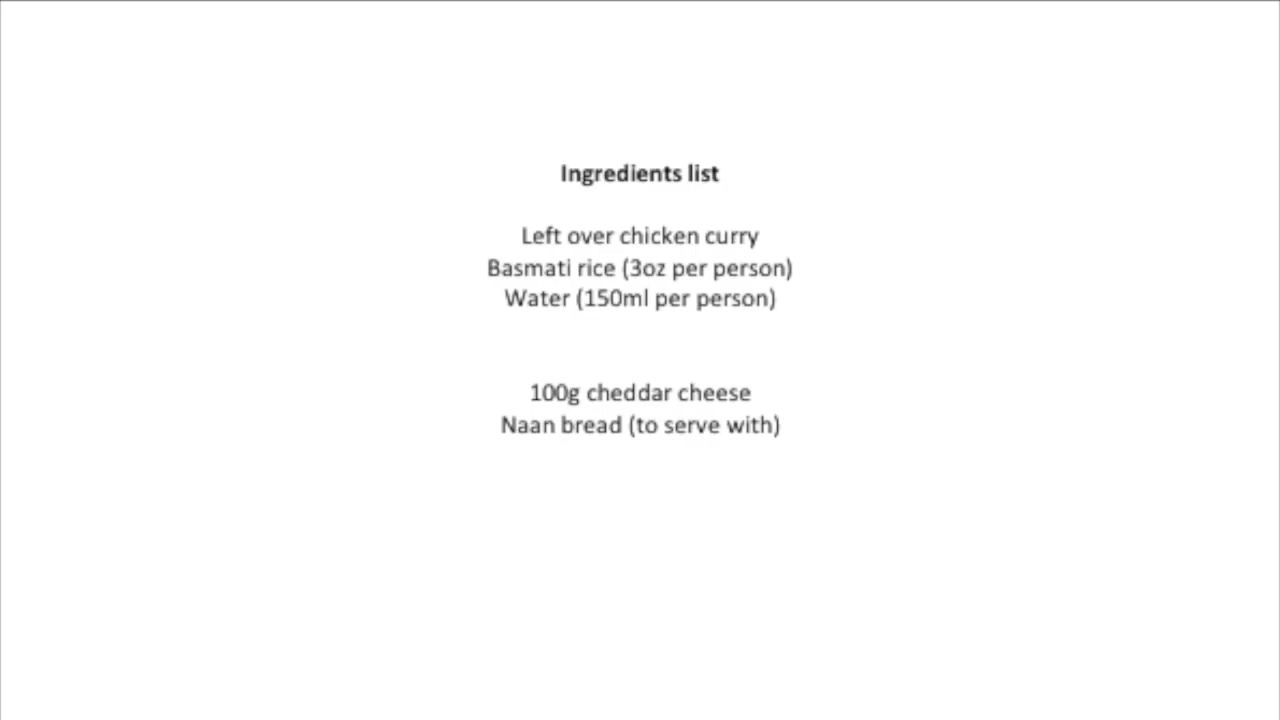 Ingredients list
Left over chicken curry
Basmati rice (3oz per person)
Water (150ml per person)
100g cheddar cheese
Naan bread (to serve with)